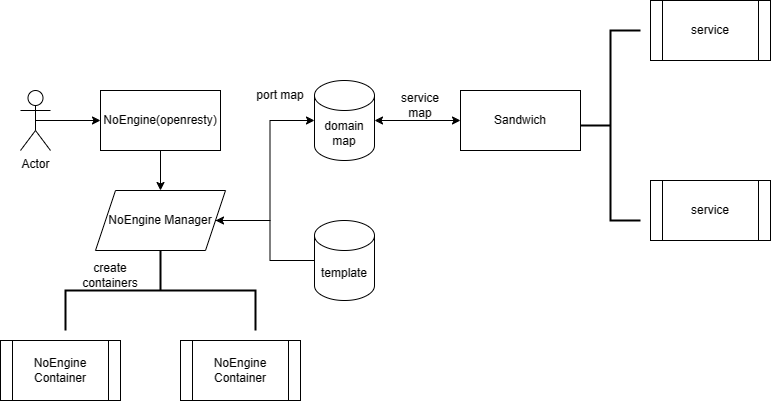 service
port map
service
map
NoEngine(openresty)
domain
map
Sandwich
Actor
NoEngine Manager
service
create
containers
template
NoEngine
Container
NoEngine
Container